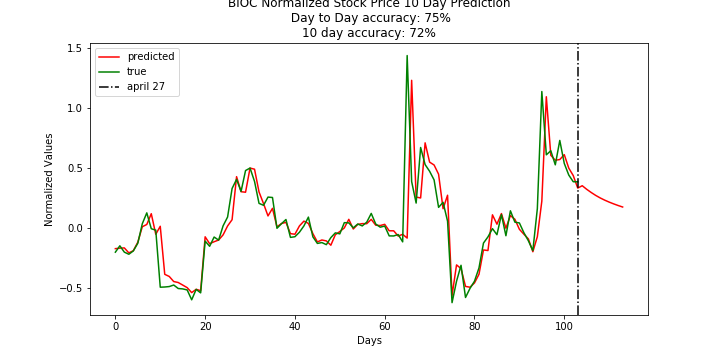 BIOC Normalized Stock Price 10 Day Prediction
Day to Day accuracy: 75%
10 day accuracy: 72%
predicted
true
april 27
Normalized Values
1.5
1.0
0.5
0.0
−0.5
0
20
40
60
80
100
Days